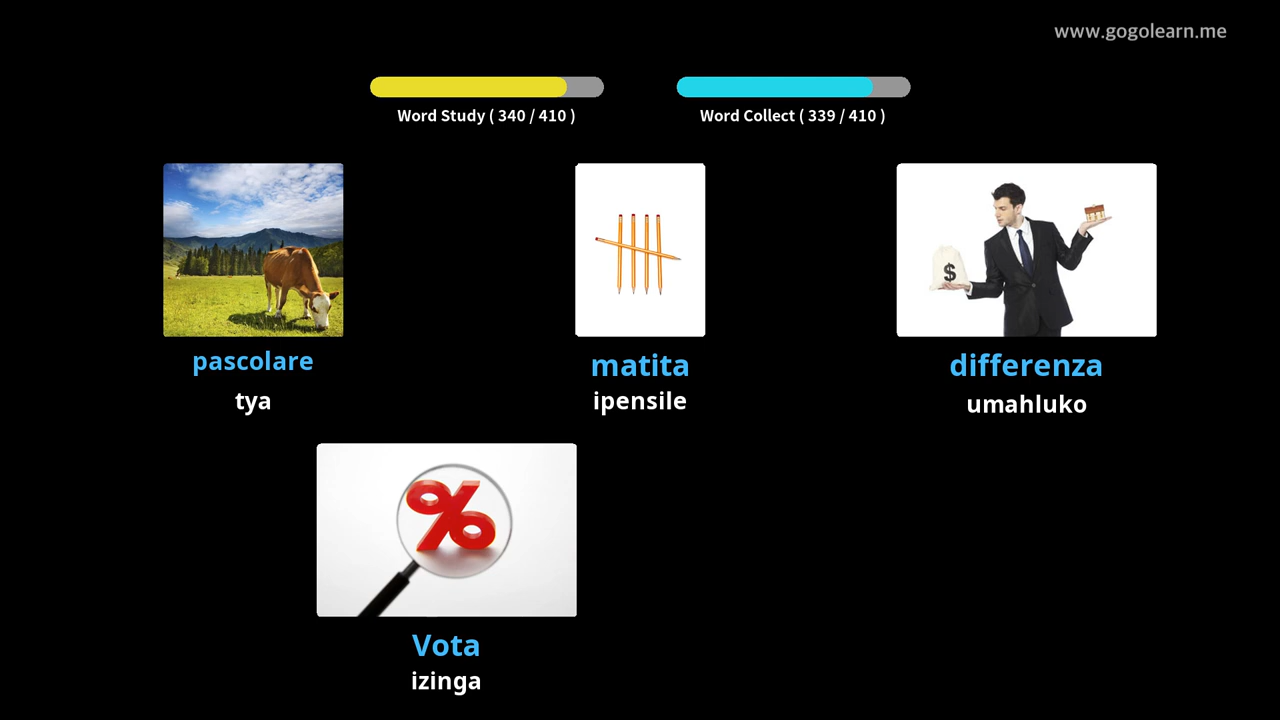 www.gogolearn.me
Word Study ( 340 / 410 )
Word Collect ( 339 / 410 )
pascolare
tya
matita
ipensile
differenza
umahluko
$
%
Vota
izinga